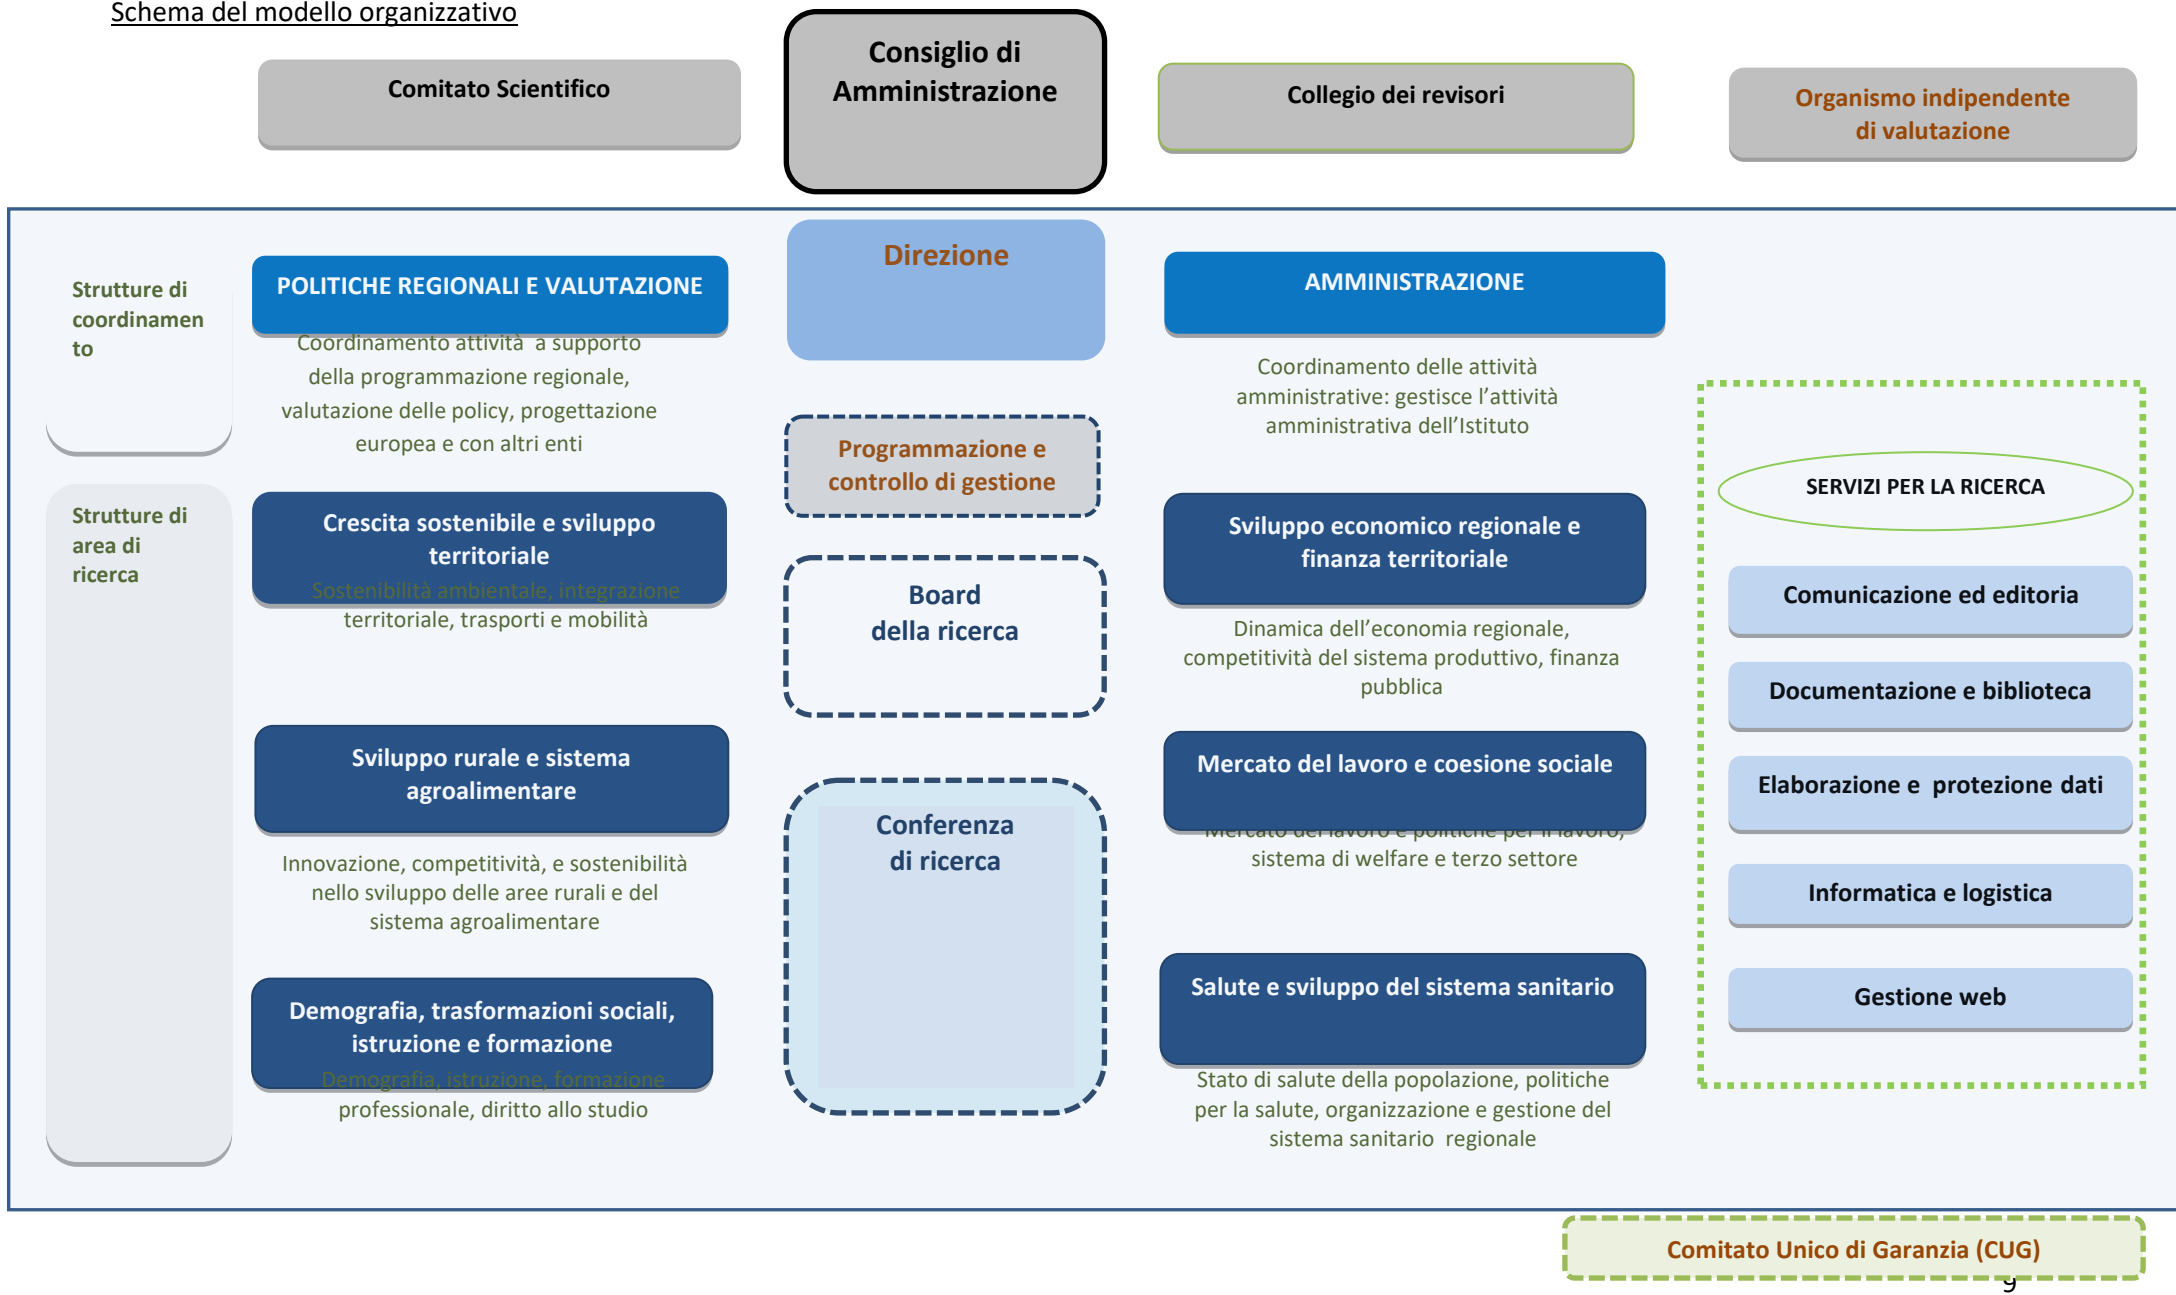 Schema del modello organizzativo
Comitato Scientifico
Consiglio di
Amministrazione
Collegio dei revisori
Organismo indipendente
di valutazione
Strutture di
coordinamen
to
POLITICHE REGIONALI E VALUTAZIONE
Coordinamento attività a supporto
della programmazione regionale,
valutazione delle policy, progettazione
europea e con altri enti
Direzione
AMMINISTRAZIONE
Coordinamento delle attività
amministrative: gestisce l'attività
amministrativa dell'Istituto
Programmazione e
controllo di gestione
Strutture di
area di
ricerca
Crescita sostenibile e sviluppo
territoriale
Sostenibilità ambientale, integrazione
territoriale, trasporti e mobilità
Board
della ricerca
Sviluppo economico regionale e
finanza territoriale
Dinamica dell'economia regionale,
competitività del sistema produttivo, finanza
pubblica
Sviluppo rurale e sistema
agroalimentare
Innovazione, competitività, e sostenibilità
nello sviluppo delle aree rurali e del
sistema agroalimentare
Conferenza
di ricerca
Mercato del lavoro e coesione sociale
Mercato del lavoro e politiche per il lavoro,
sistema di welfare e terzo settore
Demografia, trasformazioni sociali,
istruzione e formazione
Demografia, istruzione, formazione
professionale, diritto allo studio
Salute e sviluppo del sistema sanitario
Stato di salute della popolazione, politiche
per la salute, organizzazione e gestione del
sistema sanitario regionale
SERVIZI PER LA RICERCA
Comunicazione ed editoria
Documentazione e biblioteca
Elaborazione e protezione dati
Informatica e logistica
Gestione web
Comitato Unico di Garanzia (CUG)
9